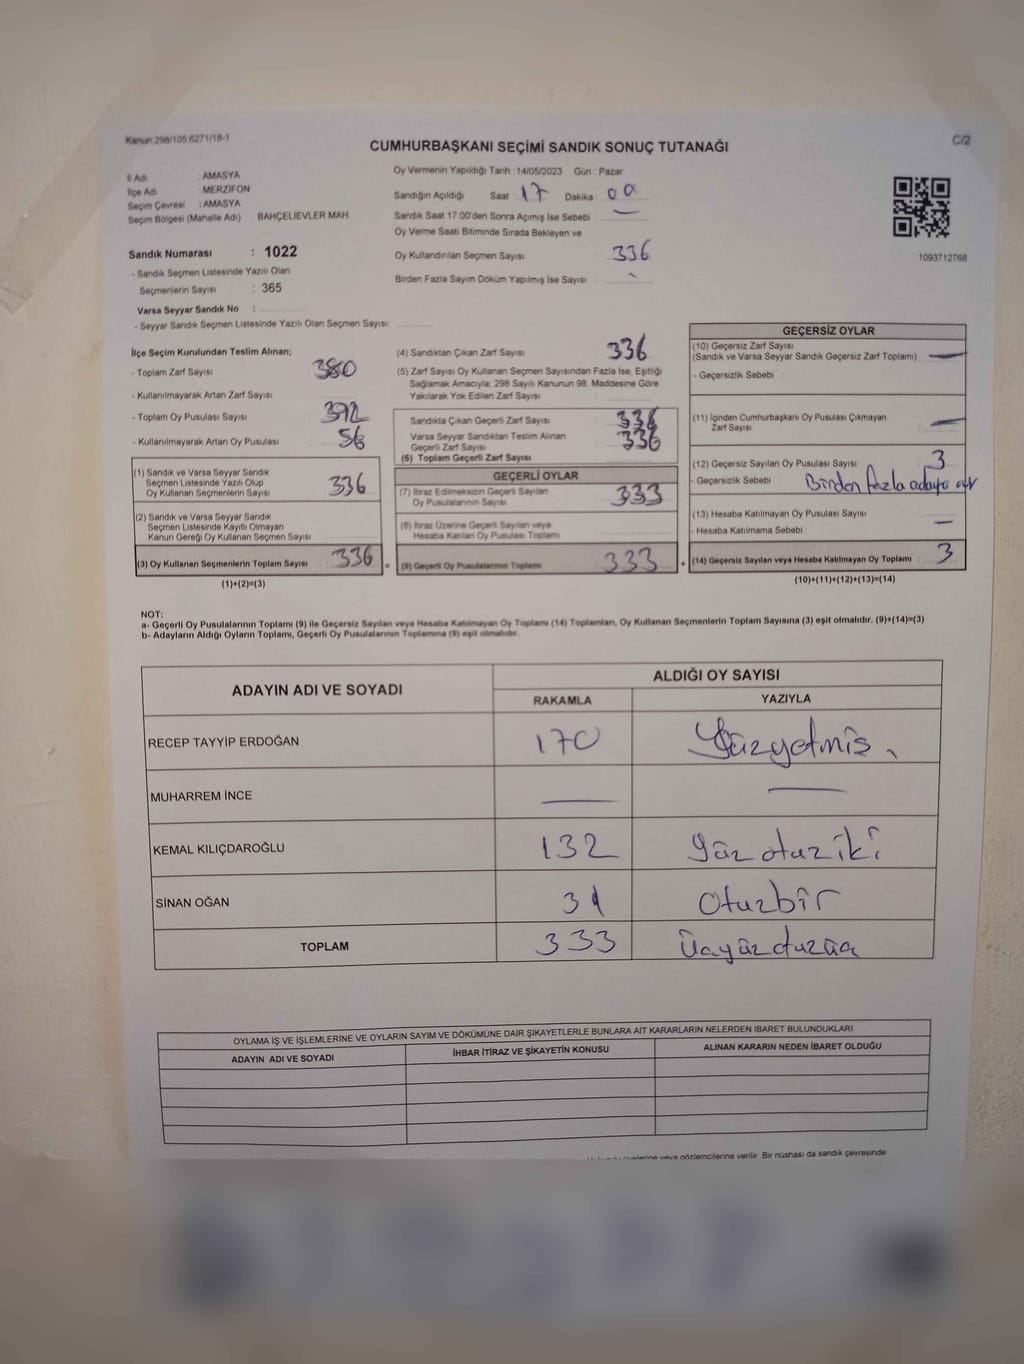 Kanun:298/105;6271/18-1
C/2
CUMHURBAŞKANI SEÇİMİ SANDIK SONUÇ TUTANAĞI
İl Adı : AMASYA
İlçe Adı : MERZİFON
Seçim Çevresi : AMASYA
Seçim Bölgesi (Mahalle Adı) : BAHÇELİEVLER MAH.
Sandık Numarası : 1022
- Sandık Seçmen Listesinde Yazılı Olan
Seçmenlerin Sayısı : 365
Varsa Seyyar Sandık No :
- Seyyar Sandık Seçmen Listesinde Yazılı Olan Seçmen Sayısı:
Oy Vermenin Yapıldığı Tarih :14/05/2023 Gün : Pazar
Sandığın Açıldığı Saat : 17 Dakika : 00
Sandık Saat 17:00'den Sonra Açımış İse Sebebi :
Oy Verme Saati Bitiminde Sırada Bekleyen ve
Oy Kullandırılan Seçmen Sayısı : 336
Birden Fazla Sayım Döküm Yapılmış İse Sayısı :
1093712768
İlçe Seçim Kurulundan Teslim Alınan;
- Toplam Zarf Sayısı : 380
- Kullanılmayarak Artan Zarf Sayısı :
- Toplam Oy Pusulası Sayısı : 392
- Kullanılmayarak Artan Oy Pusulası : 56
(1) Sandık ve Varsa Seyyar Sandık
Seçmen Listesinde Yazılı Olup
Oy Kullanan Seçmenlerin Sayısı : 336
(2) Sandık ve Varsa Seyyar Sandık
Seçmen Listesinde Kayıtlı Olmayan
Kanun Gereği Oy Kullanan Seçmen Sayısı :
(3) Oy Kullanan Seçmenlerin Toplam Sayısı : 336
(1)+(2)=(3)
(4) Sandıktan Çıkan Zarf Sayısı : 336
(5) Zarf Sayısı Oy Kullanan Seçmen Sayısından Fazla İse, Eşitliği
Sağlamak Amacıyla; 298 Sayılı Kanunun 98. Maddesine Göre
Yakılarak Yok Edilen Zarf Sayısı :
Sandıkta Çıkan Geçerli Zarf Sayısı : 336
Varsa Seyyar Sandıktan Teslim Alınan
Geçerli Zarf Sayısı : 336
(6) Toplam Geçerli Zarf Sayısı :
GEÇERLİ OYLAR
(7) İtiraz Edilmeksizin Geçerli Sayılan
Oy Pusulalarının Sayısı : 333
(8) İtiraz Üzerine Geçerli Sayılan veya
Hesaba Katılan Oy Pusulası Toplamı :
(9) Geçerli Oy Pusulalarının Toplamı : 333
GEÇERSİZ OYLAR
(10) Geçersiz Zarf Sayısı
(Sandık ve Varsa Seyyar Sandık Geçersiz Zarf Toplamı) : —
- Geçersizlik Sebebi :
(11) İçinden Cumhurbaşkanı Oy Pusulası Çıkmayan
Zarf Sayısı : —
(12) Geçersiz Sayılan Oy Pusulası Sayısı : 3
- Geçersizlik Sebebi : Birden fazla adaya oy
(13) Hesaba Katılmayan Oy Pusulası Sayısı : —
- Hesaba Katılmama Sebebi :
(14) Geçersiz Sayılan veya Hesaba Katılmayan Oy Toplamı : 3
(10)+(11)+(12)+(13)=(14)
NOT:
a- Geçerli Oy Pusulalarının Toplamı (9) ile Geçersiz Sayılan veya Hesaba Katılmayan Oy Toplamı (14) Toplamları, Oy Kullanan Seçmenlerin Toplam Sayısına (3) eşit olmalıdır. (9)+(14)=(3)
b- Adayların Aldığı Oyların Toplamı, Geçerli Oy Pusulalarının Toplamına (9) eşit olmalıdır.
ADAYIN ADI VE SOYADI
ALDIĞI OY SAYISI
RAKAMLA YAZIYLA
RECEP TAYYİP ERDOĞAN 170 Yüzyetmiş
MUHARREM İNCE — —
KEMAL KILIÇDAROĞLU 132 yüz otuz iki
SİNAN OĞAN 31 Otuzbir
TOPLAM 333 Üçyüzotuzüç
OYLAMA İŞ VE İŞLEMLERİNE VE OYLARIN SAYIM VE DÖKÜMÜNE DAİR ŞİKAYETLERLE BUNLARA AİT KARARLARIN NELERDEN İBARET BULUNDUKLARI
ADAYIN ADI VE SOYADI İHBAR İTİRAZ VE ŞİKAYETİN KONUSU ALINAN KARARIN NEDEN İBARET OLDUĞU
veya gözlemcilerine verilir. Bir nüshası da sandık çevresinde